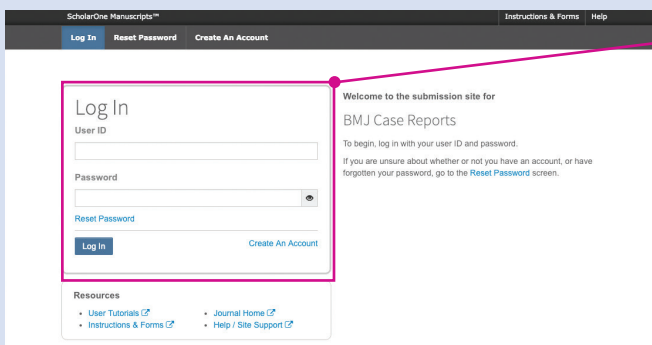 ScholarOne Manuscripts™
Instructions & Forms Help
Log In Reset Password Create An Account
Log In
User ID
Password
Reset Password
Log In
Create An Account
Welcome to the submission site for
BMJ Case Reports
To begin, log in with your user ID and password.
If you are unsure about whether or not you have an account, or have
forgotten your password, go to the Reset Password screen.
Resources
User Tutorials
Instructions & Forms
Journal Home
Help / Site Support